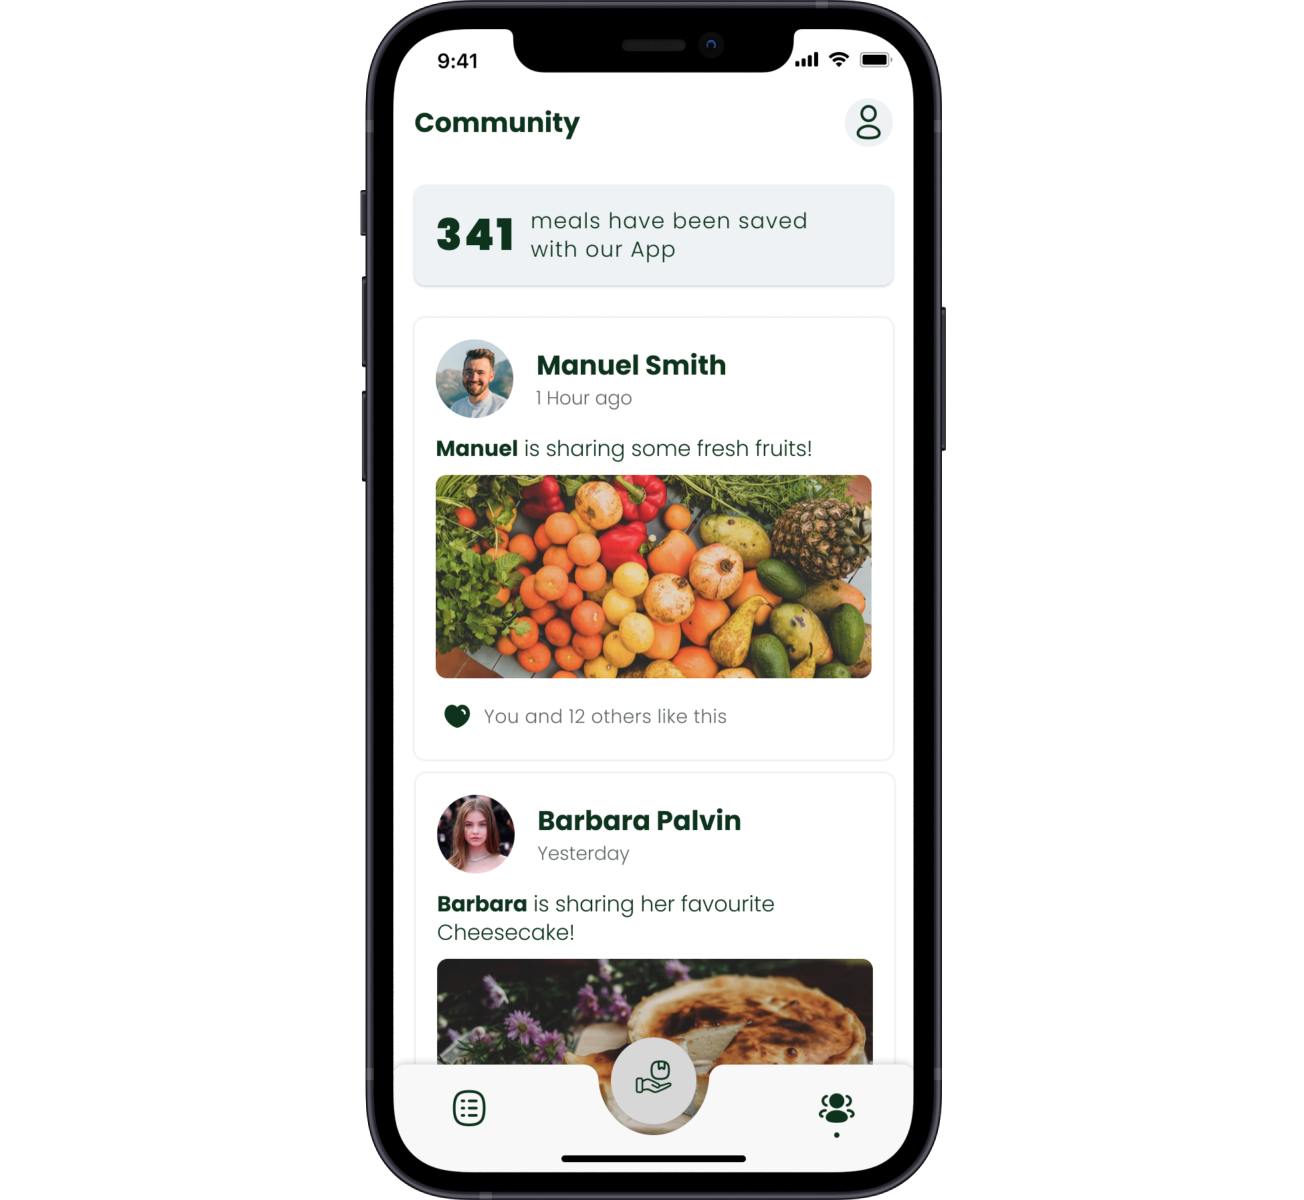 9:41
Community
341
meals have been saved
with our App
Manuel Smith
1 Hour ago
Manuel is sharing some fresh fruits!
You and 12 others like this
Barbara Palvin
Yesterday
Barbara is sharing her favourite
Cheesecake!